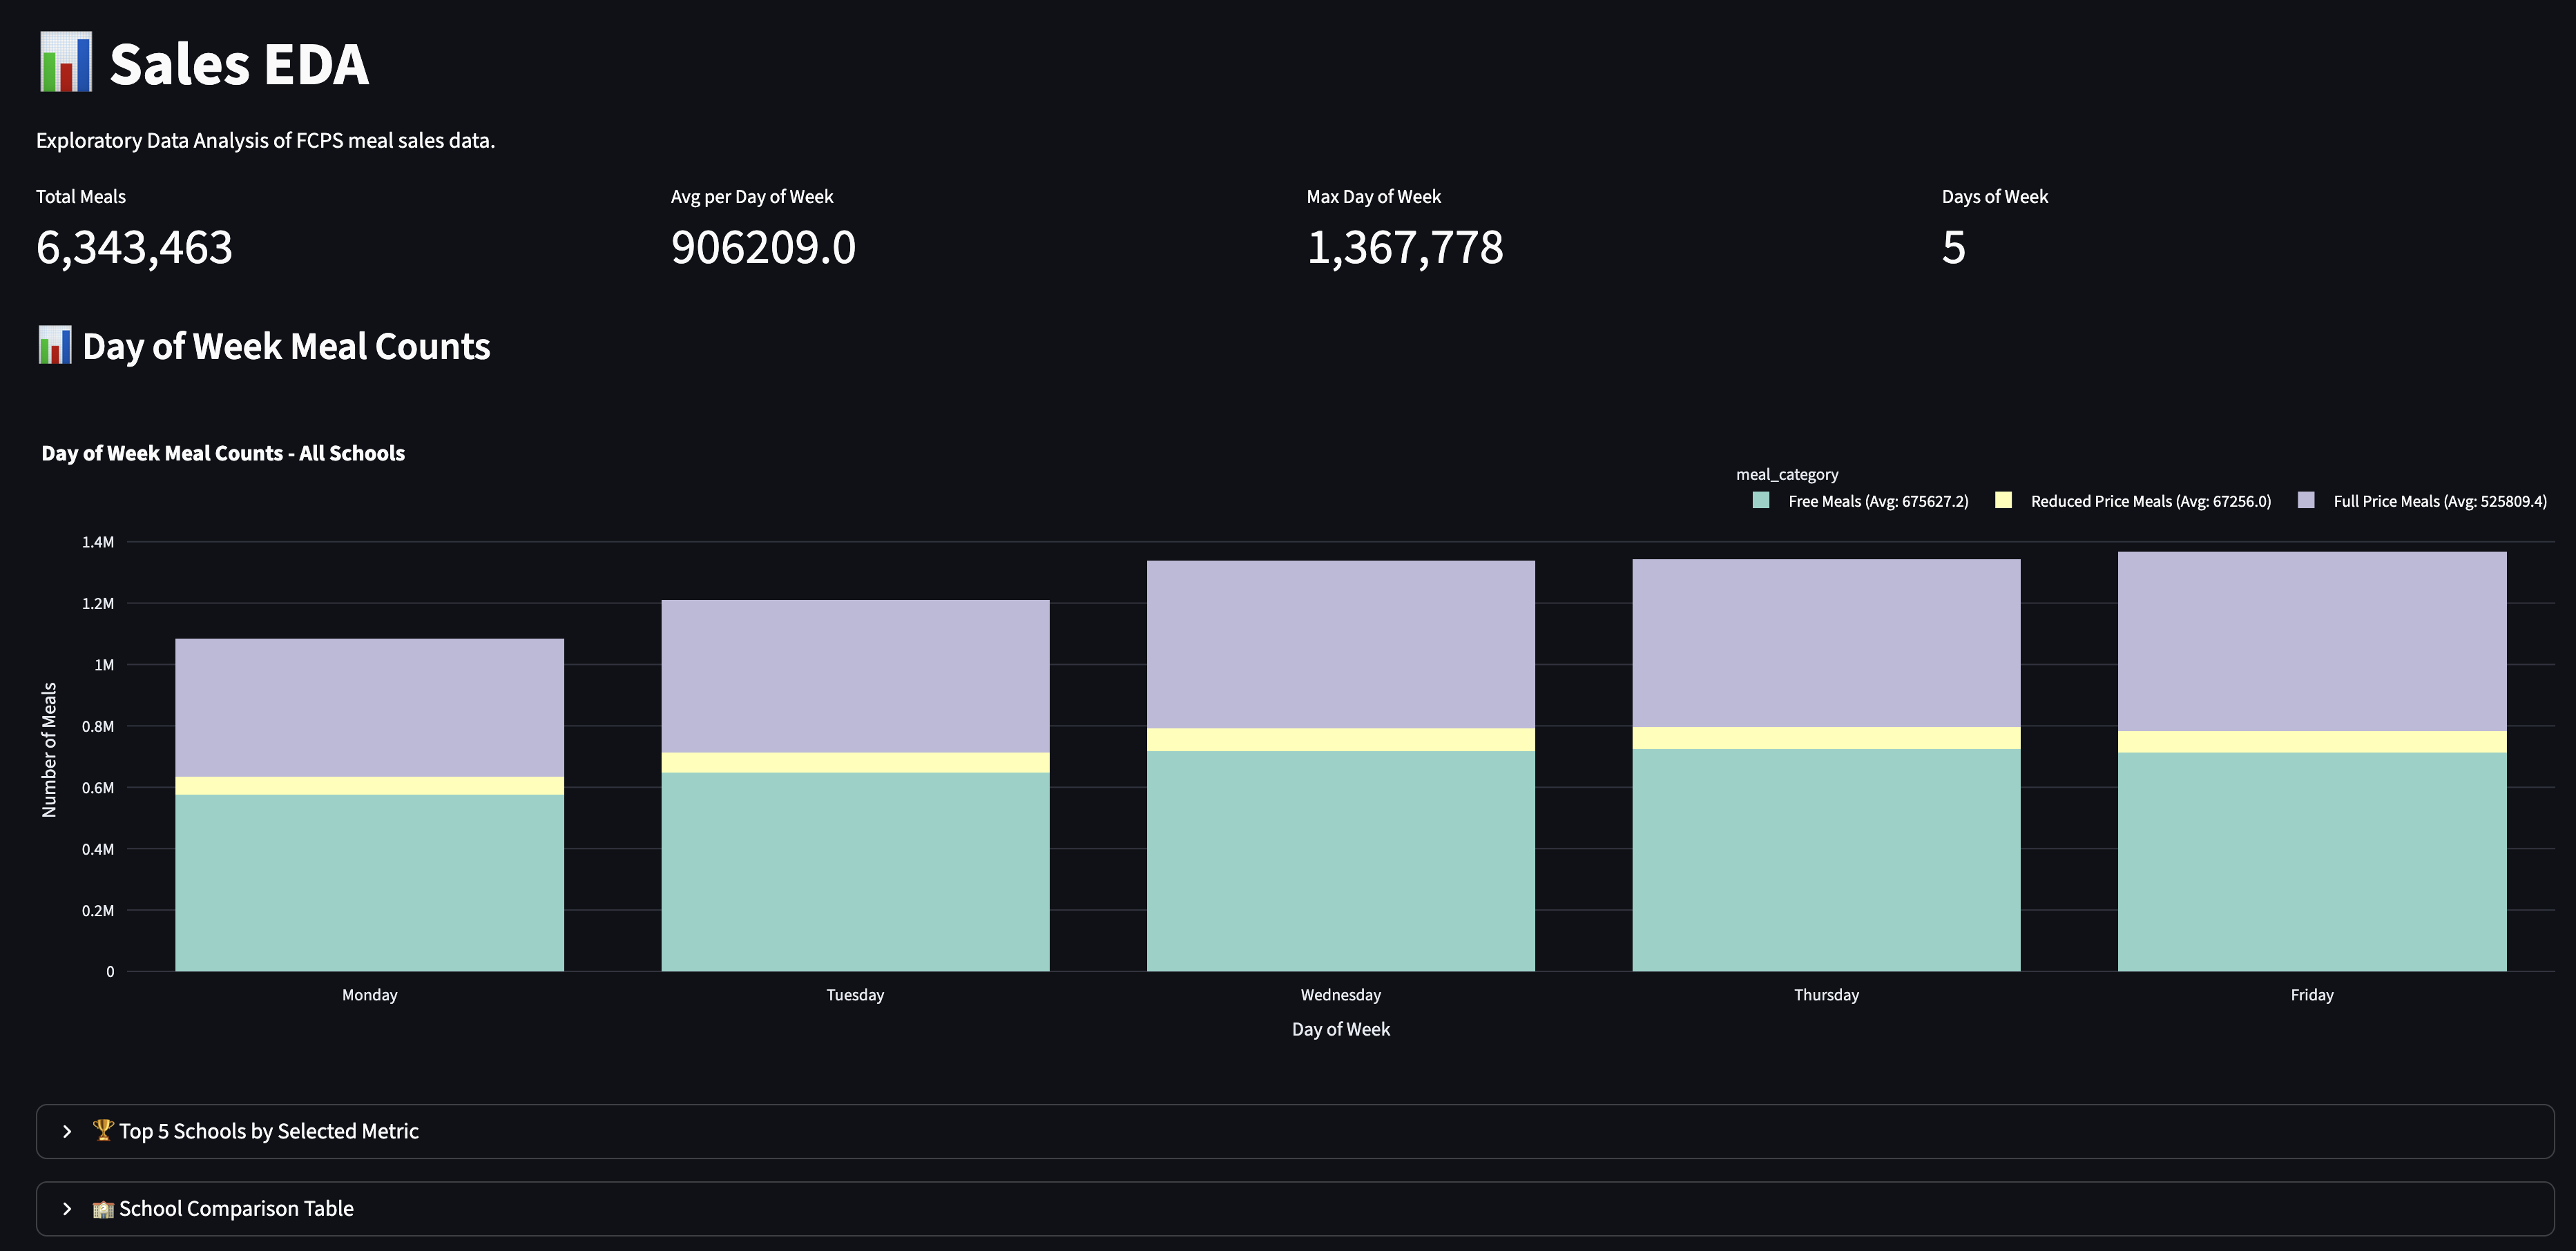 Sales EDA
Exploratory Data Analysis of FCPS meal sales data.
Total Meals
6,343,463
Avg per Day of Week
906209.0
Max Day of Week
1,367,778
Days of Week
5
Day of Week Meal Counts
Day of Week Meal Counts - All Schools
meal_category
Free Meals (Avg: 675627.2)
Reduced Price Meals (Avg: 67256.0)
Full Price Meals (Avg: 525809.4)
Number of Meals
1.4M
1.2M
1M
0.8M
0.6M
0.4M
0.2M
0
Monday
Tuesday
Wednesday
Thursday
Friday
Day of Week
Top 5 Schools by Selected Metric
School Comparison Table